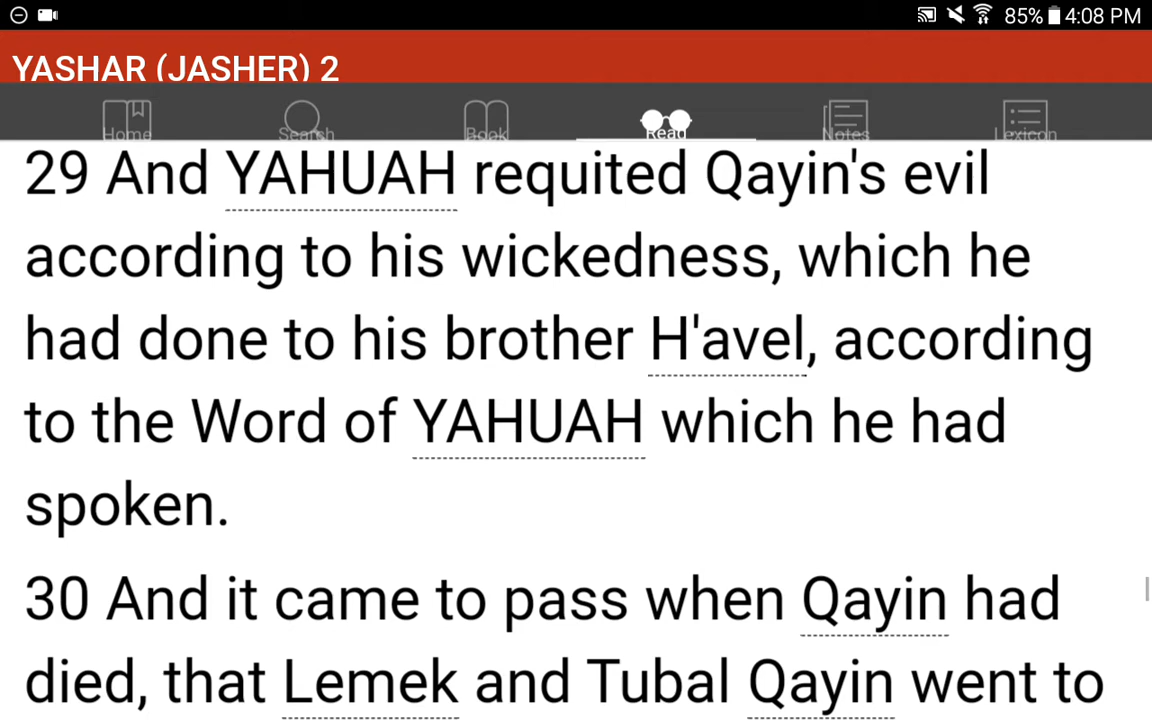 85% 4:08 PM
YASHAR (JASHER) 2
Home Search Book Read Notes Lexicon
29 And YAHUAH requited Qayin's evil
according to his wickedness, which he
had done to his brother H'avel, according
to the Word of YAHUAH which he had
spoken.
30 And it came to pass when Qayin had
died, that Lemek and Tubal Qayin went to